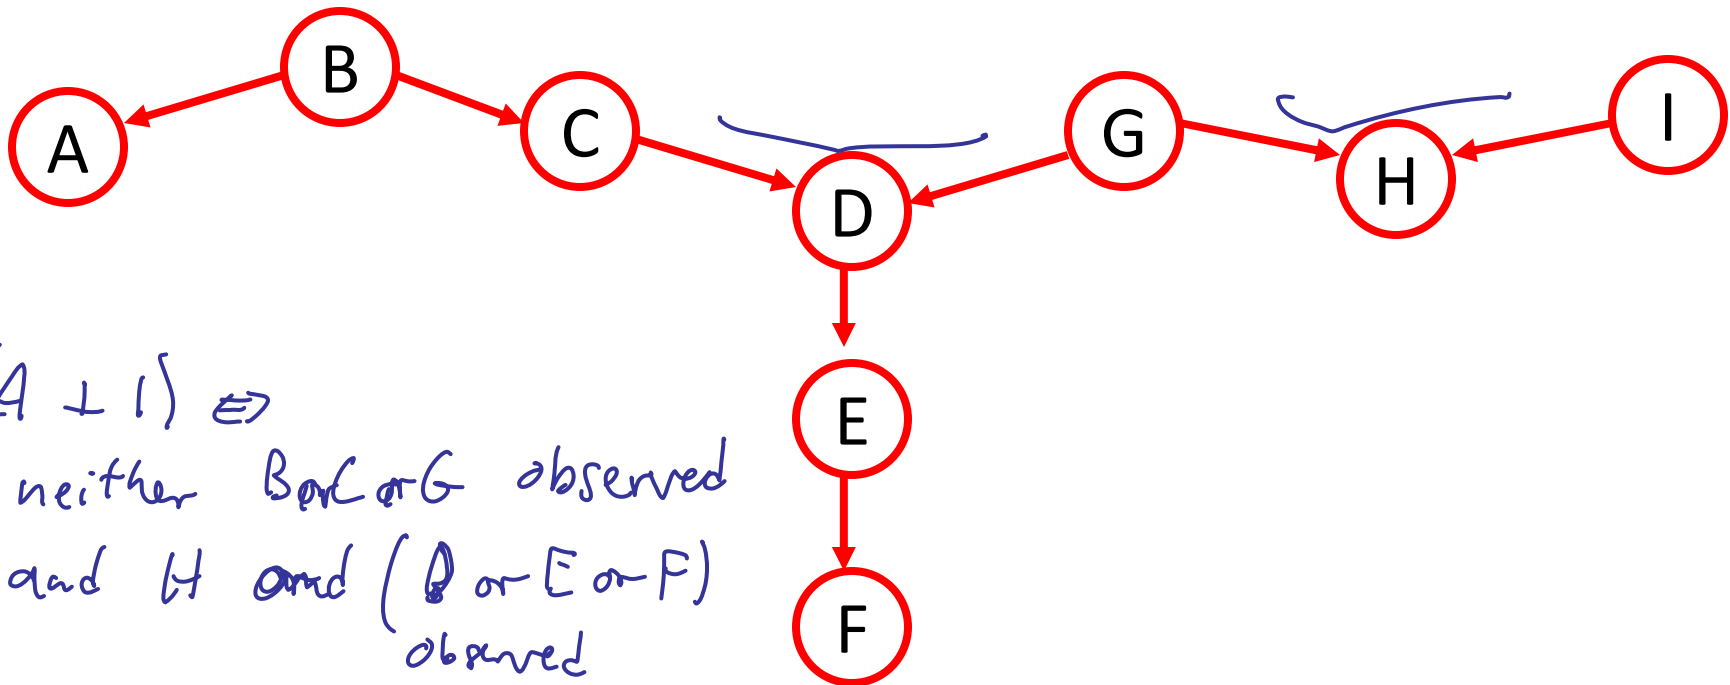 B
I
C
G
A
H
D
E
(A ⊥ I) ⇔
neither B or C or G observed
F
and H and (D or E or F)
observed